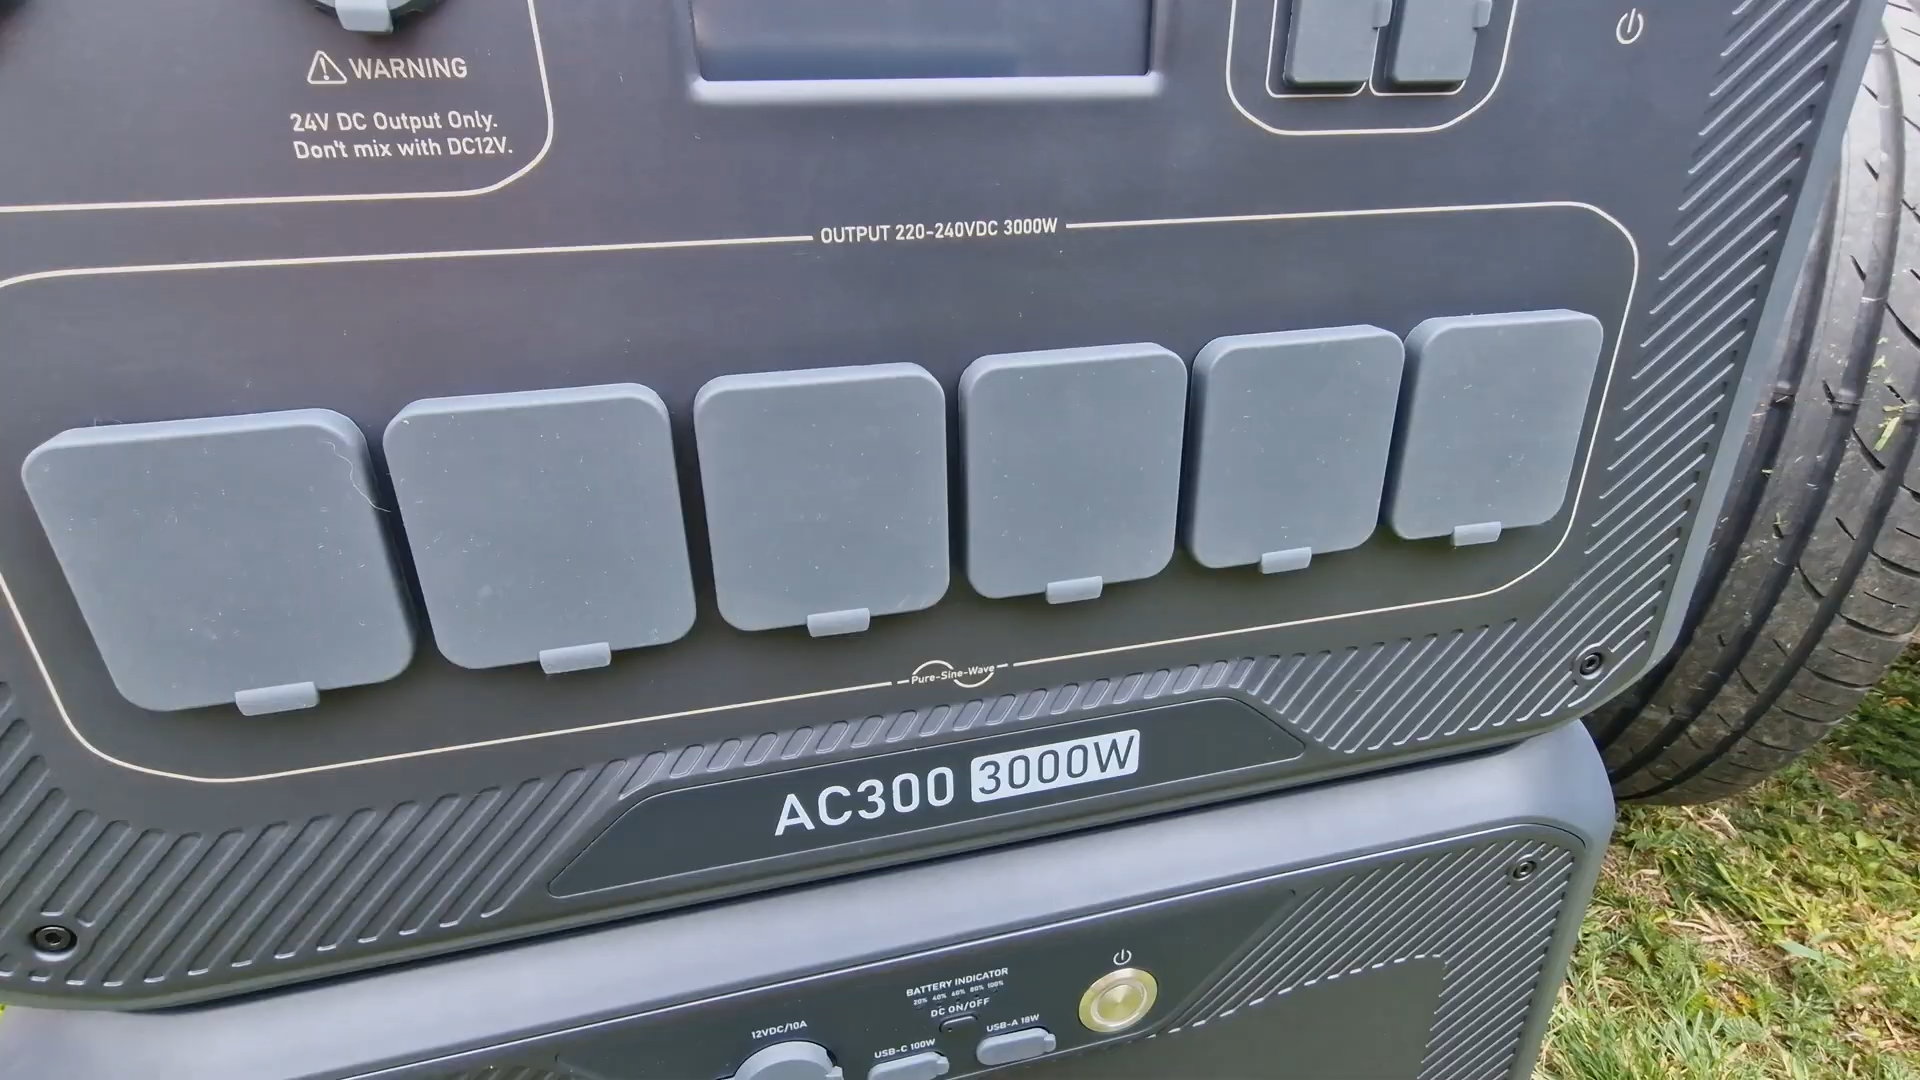 WARNING
24V DC Output Only.
Don't mix with DC12V.
OUTPUT 220-240VDC 3000W
Pure-Sine-Wave
AC300 3000W
BATTERY INDICATOR
20% 40% 60% 80% 100%
DC ON/OFF
12VDC/10A
USB-C 100W
USB-A 18W